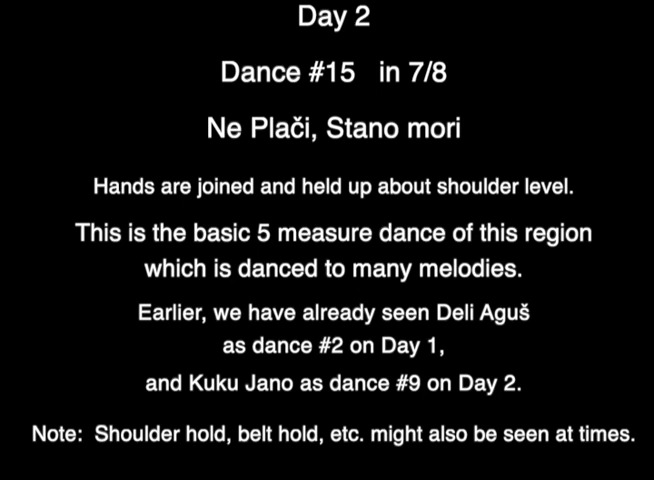 Day 2
Dance #15   in 7/8
Ne Plači, Stano mori
Hands are joined and held up about shoulder level.
This is the basic 5 measure dance of this region
which is danced to many melodies.
Earlier, we have already seen Deli Aguš
as dance #2 on Day 1,
and Kuku Jano as dance #9 on Day 2.
Note:  Shoulder hold, belt hold, etc. might also be seen at times.